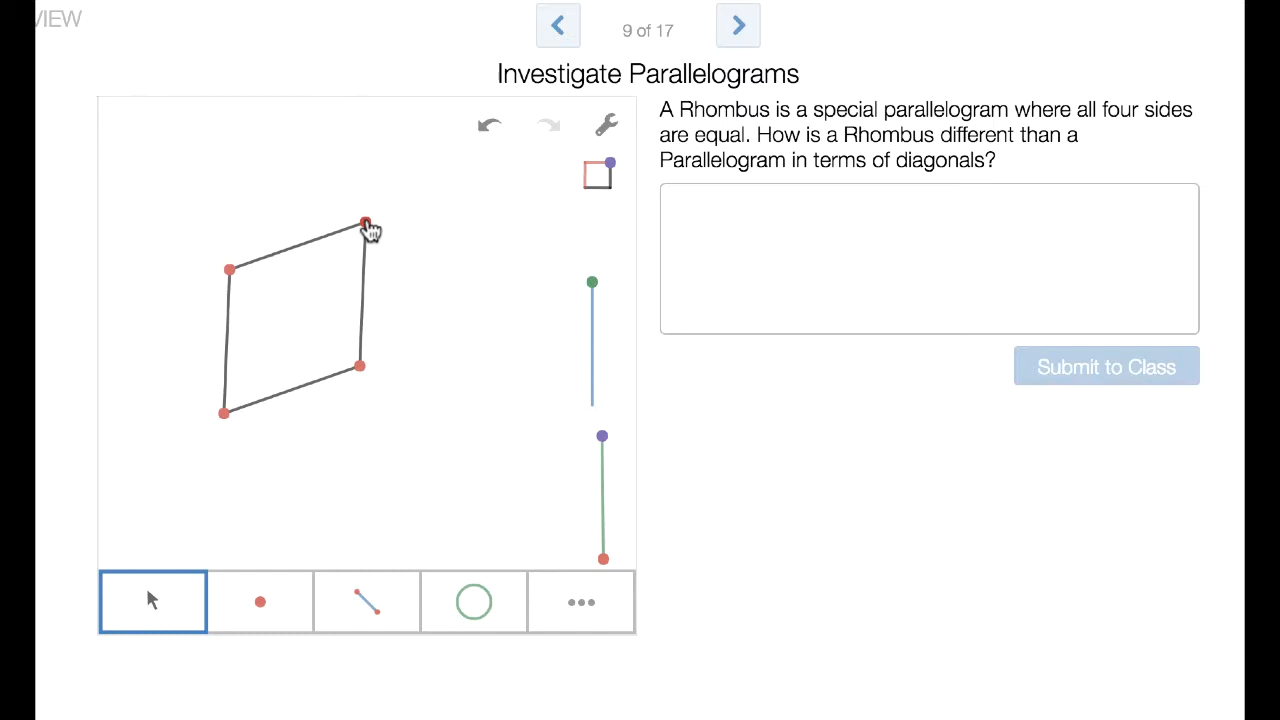 VIEW
9 of 17
Investigate Parallelograms
A Rhombus is a special parallelogram where all four sides
are equal. How is a Rhombus different than a
Parallelogram in terms of diagonals?
Submit to Class